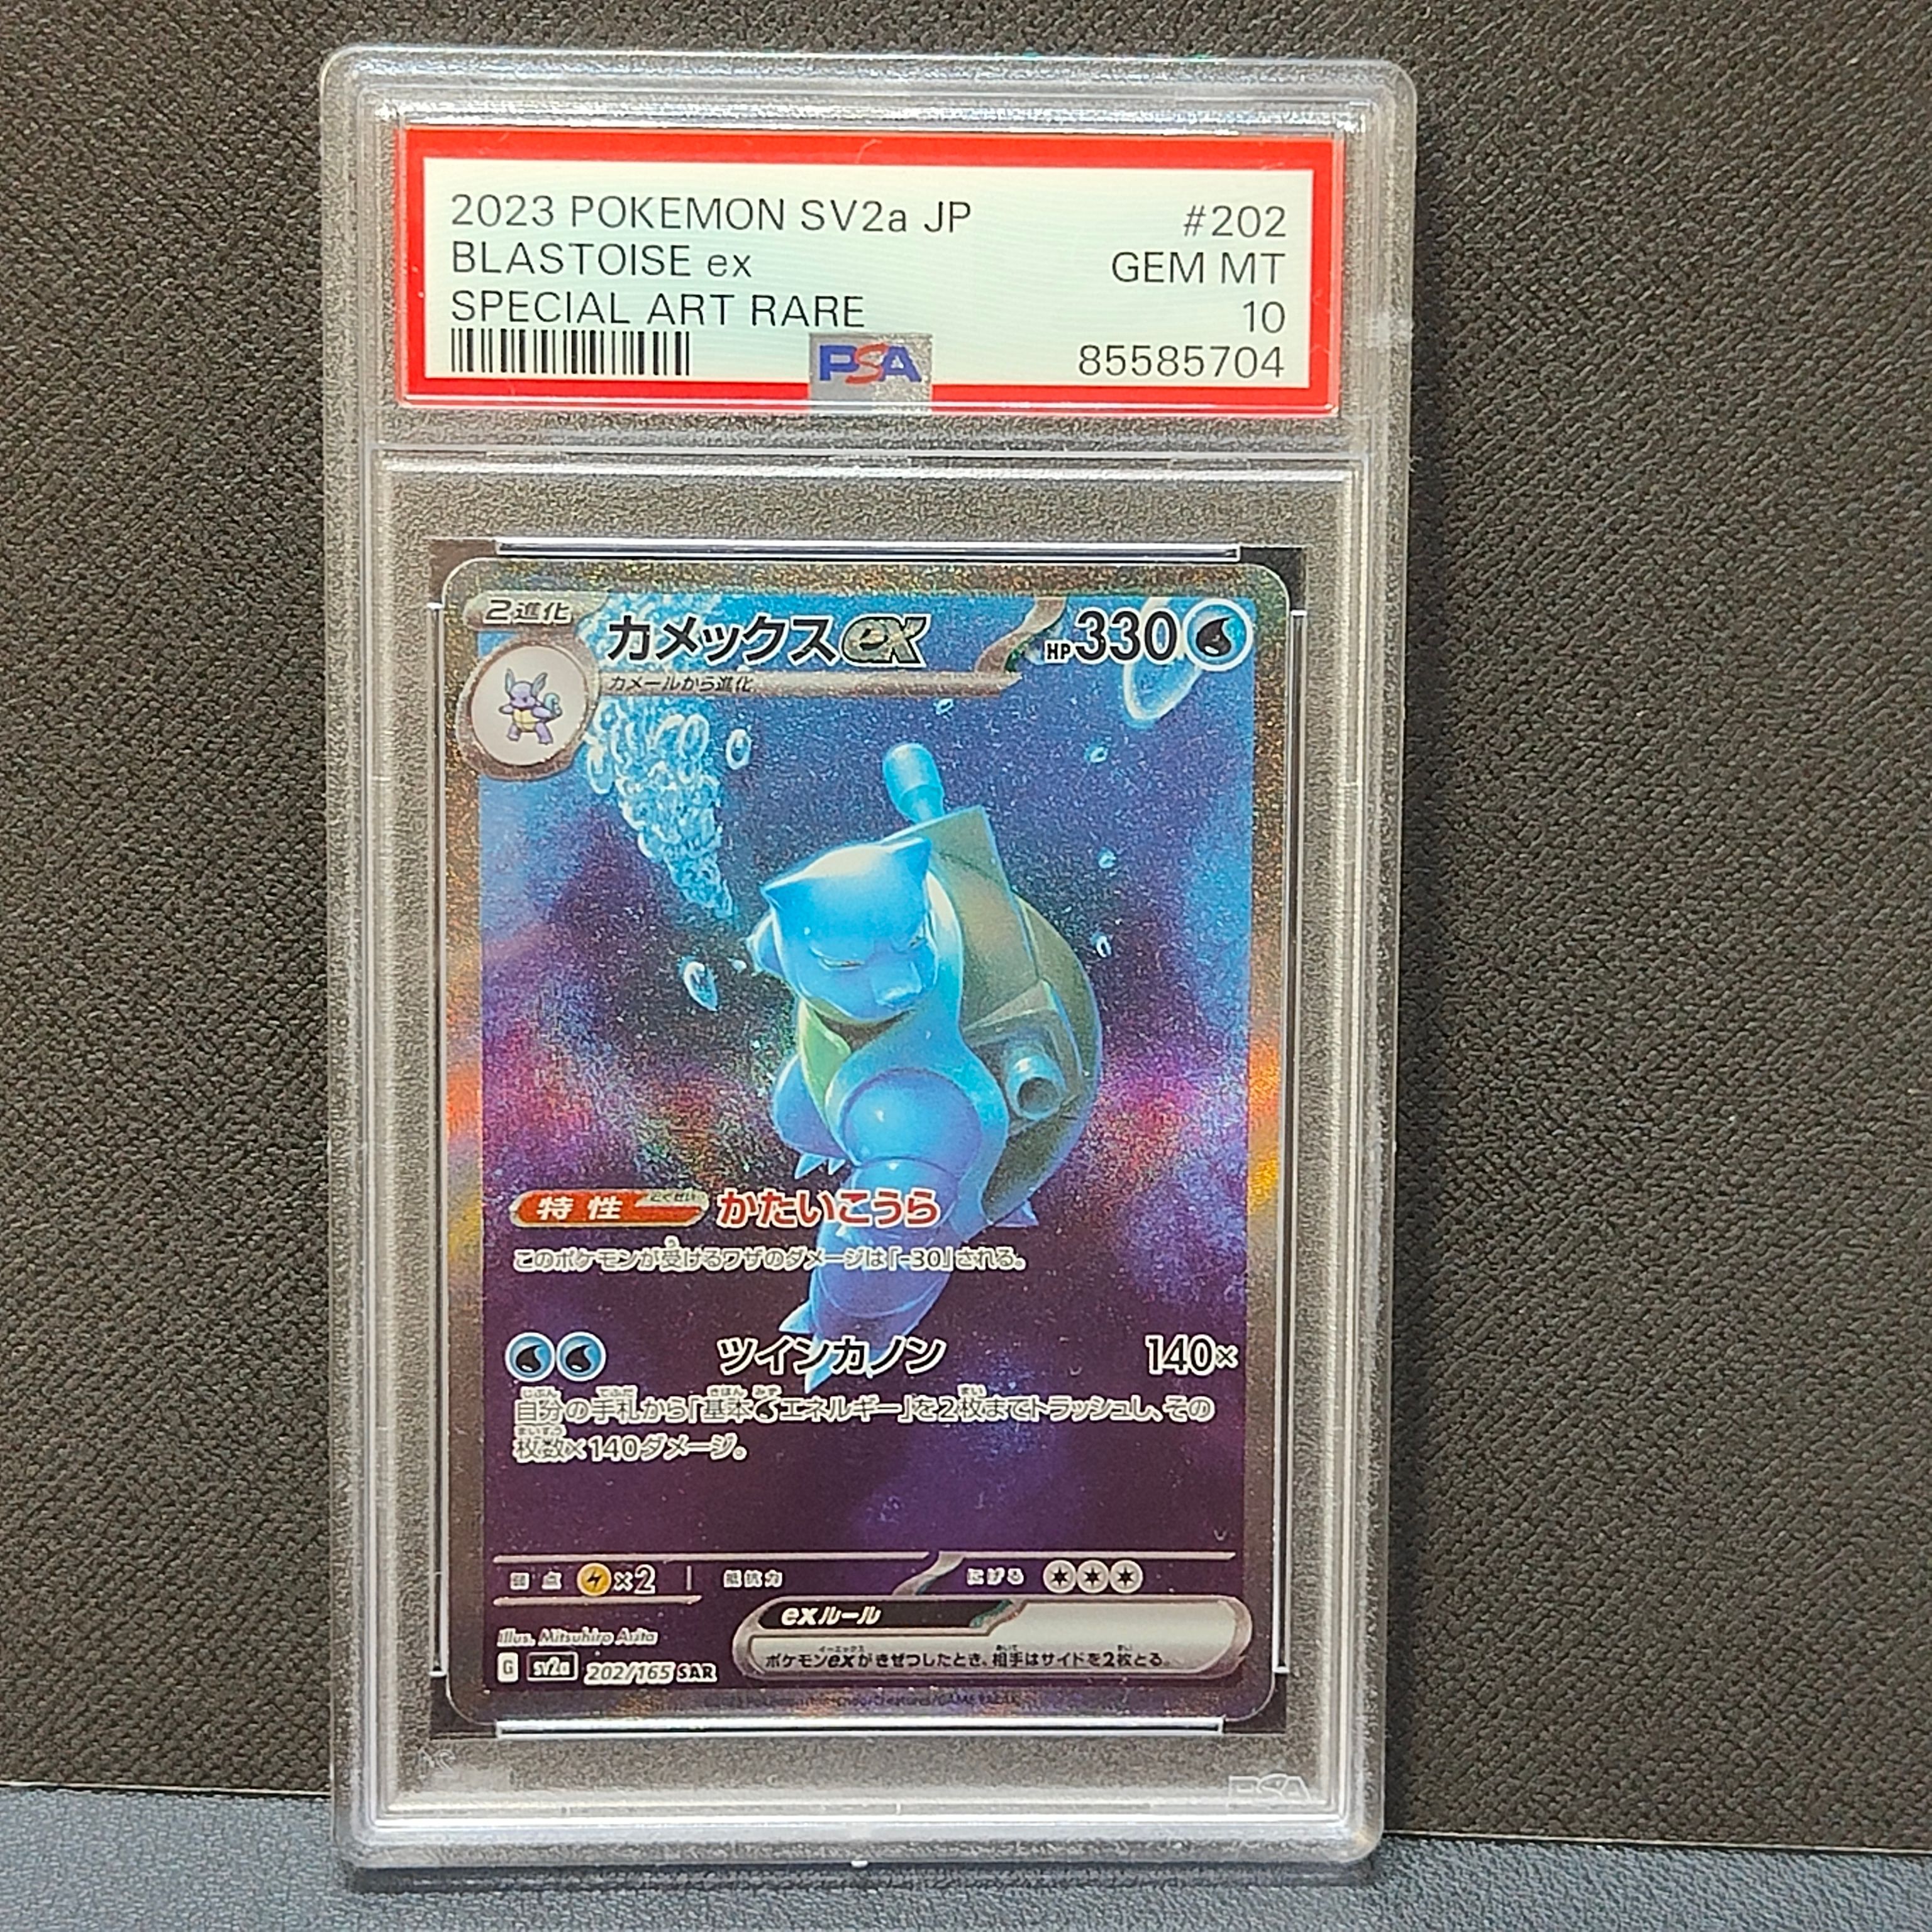 2023 POKEMON SV2a JP #202
BLASTOISE ex GEM MT
SPECIAL ART RARE 10
PSA 85585704
2進化 カメックスex HP330
カメールから進化
特性 とくせい かたいこうら
このポケモンが受けるワザのダメージは「-30」される。
ツインカノン 140×
自分の手札から「基本エネルギー」を2枚までトラッシュし、その
枚数×140ダメージ。
弱点 ×2 抵抗力 にげる
exルール
ポケモンexがきぜつしたとき、相手はサイドを2枚とる。
Illus. Mitsuhiro Arita
G sv2a 202/165 SAR
PSA